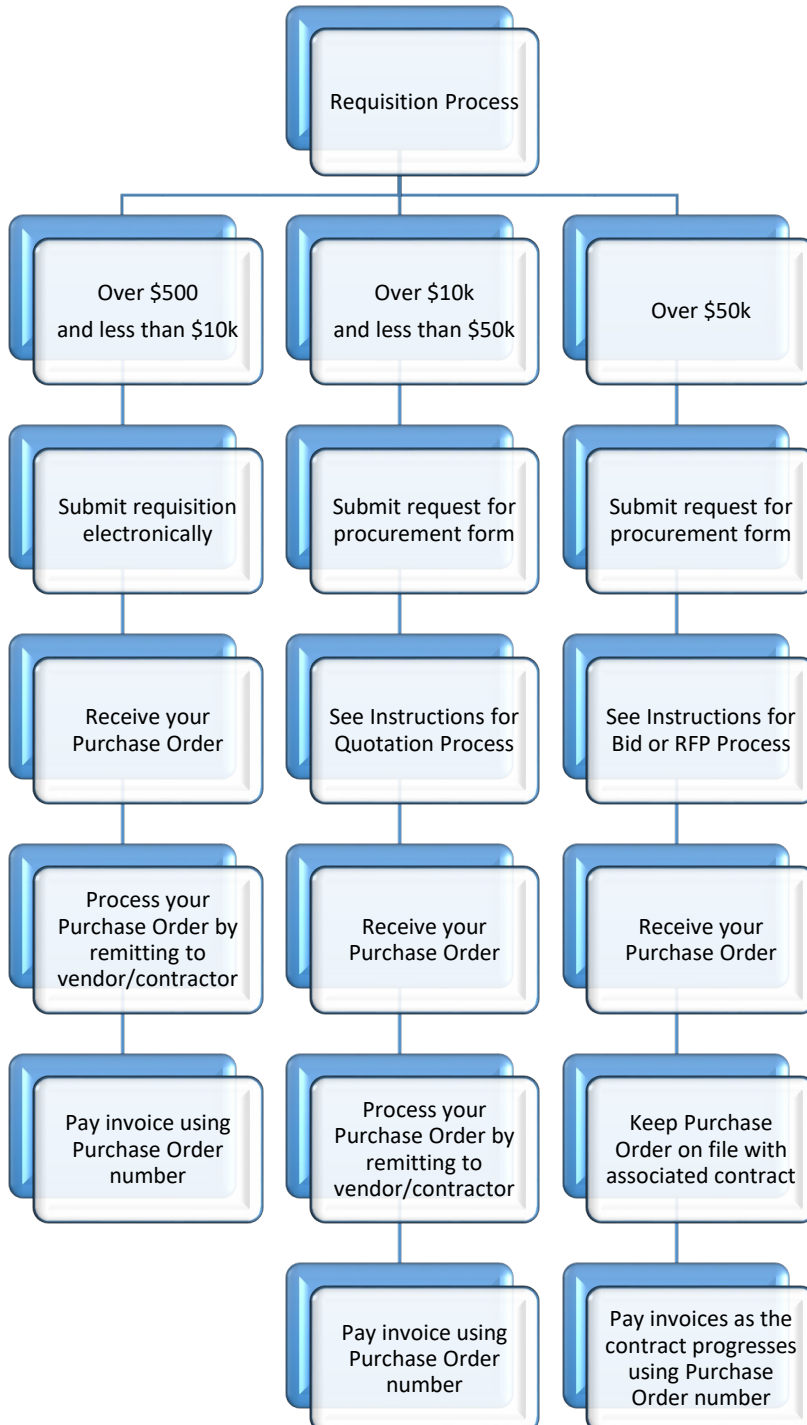 Requisition Process
Over $500
and less than $10k
Over $10k
and less than $50k
Over $50k
Submit requisition
electronically
Submit request for
procurement form
Submit request for
procurement form
Receive your
Purchase Order
See Instructions for
Quotation Process
See Instructions for
Bid or RFP Process
Process your
Purchase Order by
remitting to
vendor/contractor
Receive your
Purchase Order
Receive your
Purchase Order
Pay invoice using
Purchase Order
number
Process your
Purchase Order by
remitting to
vendor/contractor
Keep Purchase
Order on file with
associated contract
Pay invoice using
Purchase Order
number
Pay invoices as the
contract progresses
using Purchase
Order number